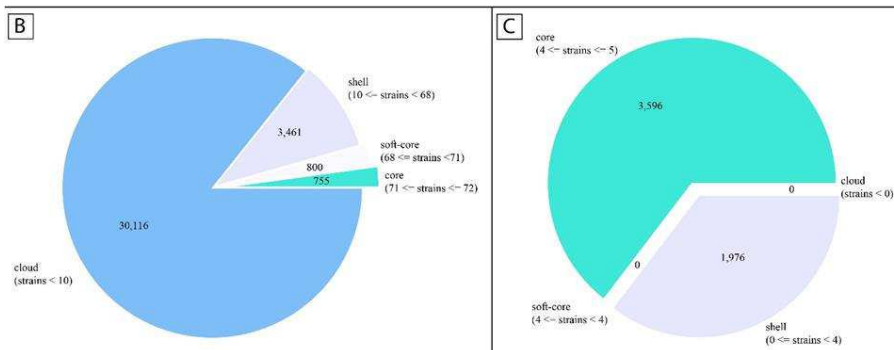 B
shell
(10 <= strains < 68)
3,461
soft-core
(68 <= strains <71)
800
core
755
(71 <= strains <= 72)
30,116
cloud
(strains < 10)
C
core
(4 <= strains <= 5)
3,596
cloud
0
(strains < 0)
0
1,976
soft-core
(4 <= strains < 4)
shell
(0 <= strains < 4)